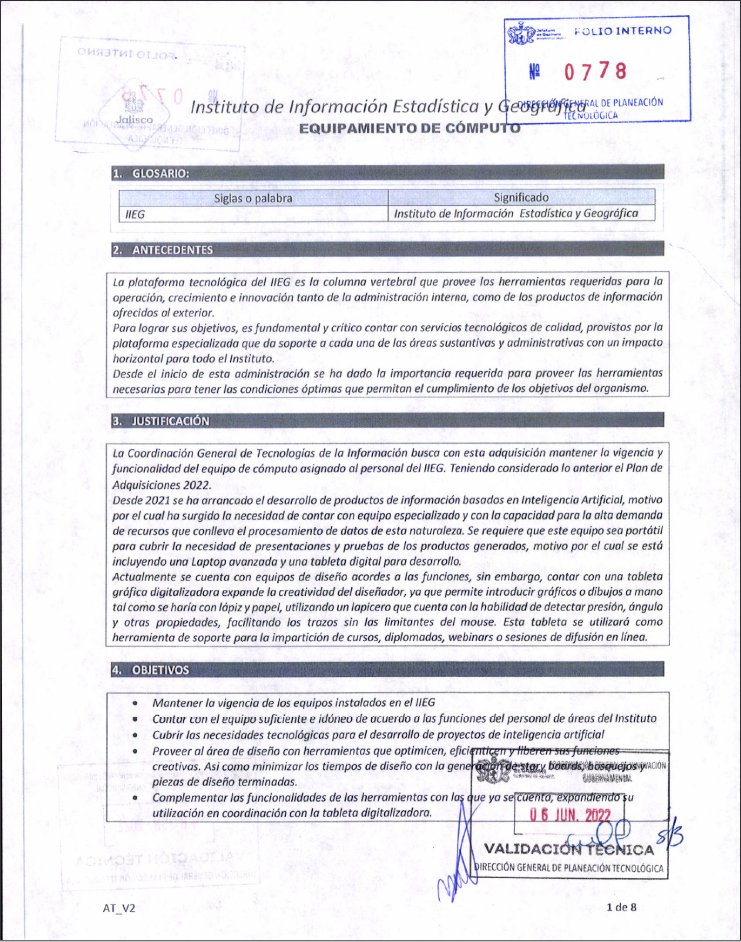 Jefatura de Gabinete
FOLIO INTERNO
Nº 0778
DIRECCIÓN GENERAL DE PLANEACIÓN
TECNOLÓGICA
Jalisco
Instituto de Información Estadística y Geográfica
EQUIPAMIENTO DE CÓMPUTO
1. GLOSARIO:
Siglas o palabra Significado
IIEG Instituto de Información Estadística y Geográfica
2. ANTECEDENTES
La plataforma tecnológica del IIEG es la columna vertebral que provee las herramientas requeridas para la
operación, crecimiento e innovación tanto de la administración interna, como de los productos de información
ofrecidos al exterior.
Para lograr sus objetivos, es fundamental y crítico contar con servicios tecnológicos de calidad, provistos por la
plataforma especializada que da soporte a cada una de las áreas sustantivas y administrativas con un impacto
horizontal para todo el Instituto.
Desde el inicio de esta administración se ha dado la importancia requerida para proveer las herramientas
necesarias para tener las condiciones óptimas que permitan el cumplimiento de los objetivos del organismo.
3. JUSTIFICACIÓN
La Coordinación General de Tecnologías de la Información busca con esta adquisición mantener la vigencia y
funcionalidad del equipo de cómputo asignado al personal del IIEG. Teniendo considerado lo anterior el Plan de
Adquisiciones 2022.
Desde 2021 se ha arrancado el desarrollo de productos de información basados en Inteligencia Artificial, motivo
por el cual ha surgido la necesidad de contar con equipo especializado y con la capacidad para la alta demanda
de recursos que conlleva el procesamiento de datos de esta naturaleza. Se requiere que este equipo sea portátil
para cubrir la necesidad de presentaciones y pruebas de los productos generados, motivo por el cual se está
incluyendo una Laptop avanzada y una tableta digital para desarrollo.
Actualmente se cuenta con equipos de diseño acordes a las funciones, sin embargo, contar con una tableta
gráfica digitalizadora expande la creatividad del diseñador, ya que permite introducir gráficos o dibujos a mano
tal como se haría con lápiz y papel, utilizando un lapicero que cuenta con la habilidad de detectar presión, ángulo
y otras propiedades, facilitando los trazos sin las limitantes del mouse. Esta tableta se utilizará como
herramienta de soporte para la impartición de cursos, diplomados, webinars o sesiones de difusión en línea.
4. OBJETIVOS
• Mantener la vigencia de los equipos instalados en el IIEG
• Contar con el equipo suficiente e idóneo de acuerdo a las funciones del personal de áreas del Instituto
• Cubrir las necesidades tecnológicas para el desarrollo de proyectos de inteligencia artificial
• Proveer al área de diseño con herramientas que optimicen, eficienticen y liberen sus funciones
creativas. Asi como minimizar los tiempos de diseño con la generación de story boards, bosquejos y
piezas de diseño terminadas.
• Complementar las funcionalidades de las herramientas con las que ya se cuenta, expandiendo su
utilización en coordinación con la tableta digitalizadora.
GUBERNAMENTAL
06 JUN. 2022
VALIDACIÓN TÉCNICA
DIRECCIÓN GENERAL DE PLANEACIÓN TECNOLÓGICA
AT_V2 1 de 8